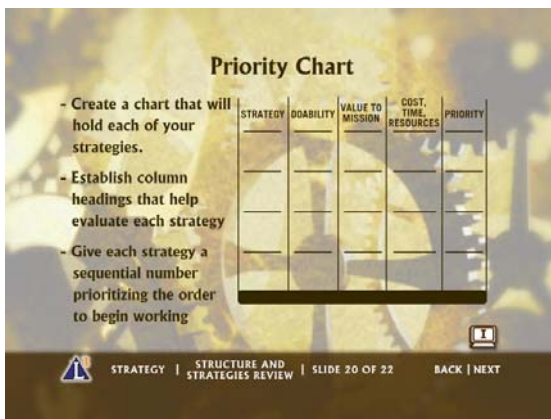 Priority Chart
- Create a chart that will
hold each of your
strategies.
- Establish column
headings that help
evaluate each strategy
- Give each strategy a
sequential number
prioritizing the order
to begin working
STRATEGY
DOABILITY
VALUE TO
MISSION
COST,
TIME,
RESOURCES
PRIORITY
I
STRATEGY | STRUCTURE AND
STRATEGIES REVIEW | SLIDE 20 OF 22
BACK | NEXT